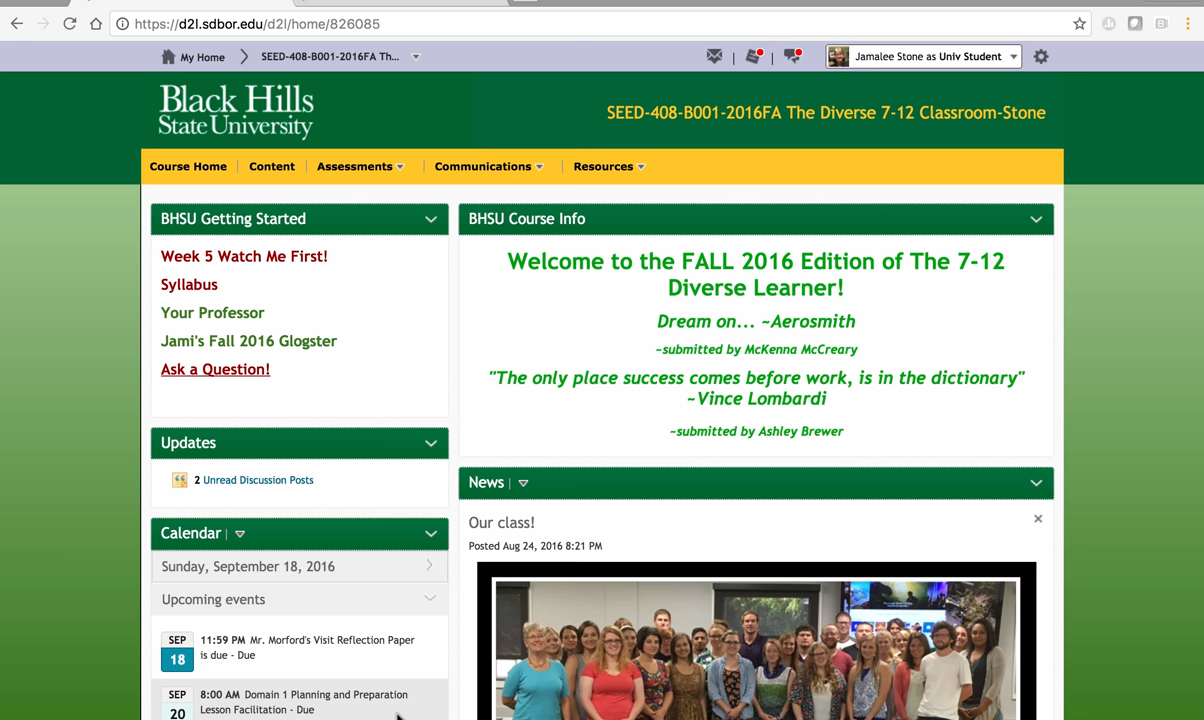 https://d2l.sdbor.edu/d2l/home/826085
My Home
SEED-408-B001-2016FA Th...
Jamalee Stone as Univ Student
Black Hills
State University
SEED-408-B001-2016FA The Diverse 7-12 Classroom-Stone
Course Home
Content
Assessments
Communications
Resources
BHSU Getting Started
Week 5 Watch Me First!
Syllabus
Your Professor
Jami's Fall 2016 Glogster
Ask a Question!
Updates
2 Unread Discussion Posts
Calendar
Sunday, September 18, 2016
Upcoming events
SEP
18
11:59 PM Mr. Morford's Visit Reflection Paper
is due - Due
SEP
20
8:00 AM Domain 1 Planning and Preparation
Lesson Facilitation - Due
BHSU Course Info
Welcome to the FALL 2016 Edition of The 7-12
Diverse Learner!
Dream on... ~Aerosmith
~submitted by McKenna McCreary
"The only place success comes before work, is in the dictionary"
~Vince Lombardi
~submitted by Ashley Brewer
News
Our class!
Posted Aug 24, 2016 8:21 PM